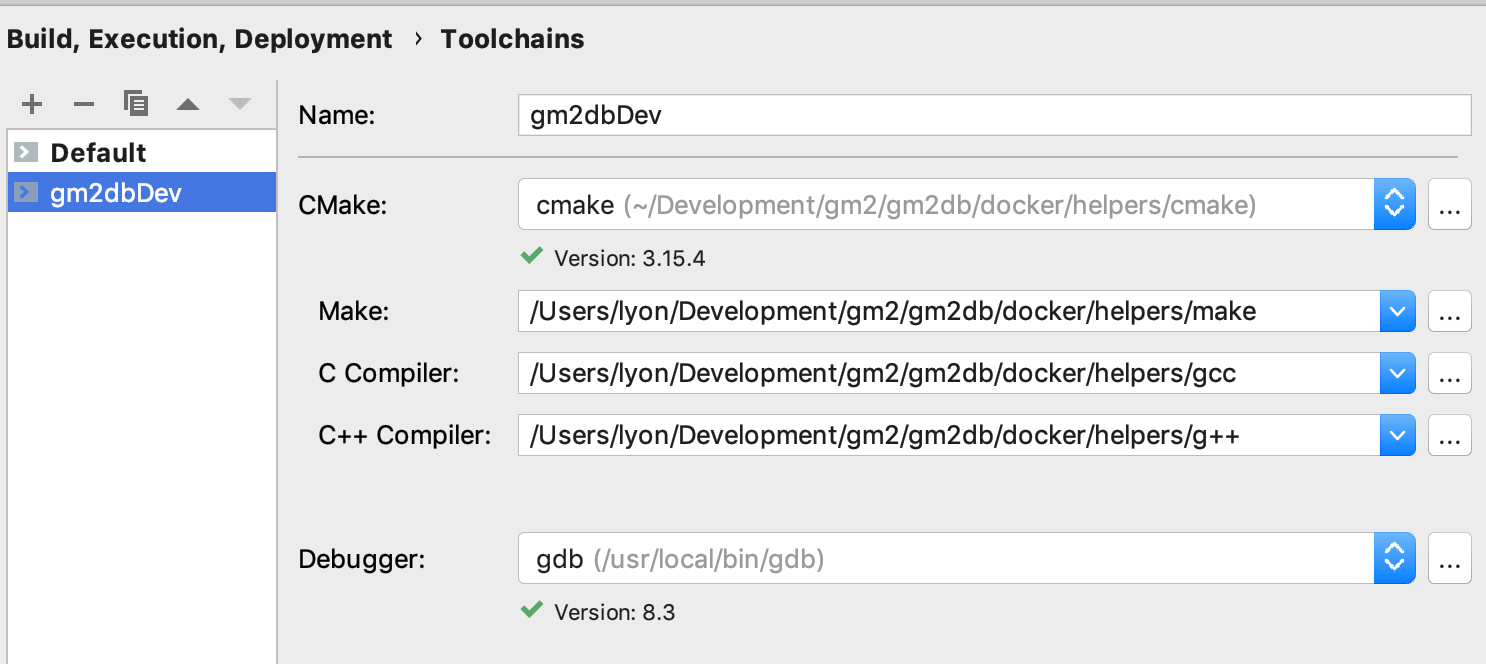 Build, Execution, Deployment › Toolchains
Default
gm2dbDev
Name: gm2dbDev
CMake: cmake (~/Development/gm2/gm2db/docker/helpers/cmake) ...
Version: 3.15.4
Make: /Users/lyon/Development/gm2/gm2db/docker/helpers/make ...
C Compiler: /Users/lyon/Development/gm2/gm2db/docker/helpers/gcc ...
C++ Compiler: /Users/lyon/Development/gm2/gm2db/docker/helpers/g++ ...
Debugger: gdb (/usr/local/bin/gdb) ...
Version: 8.3